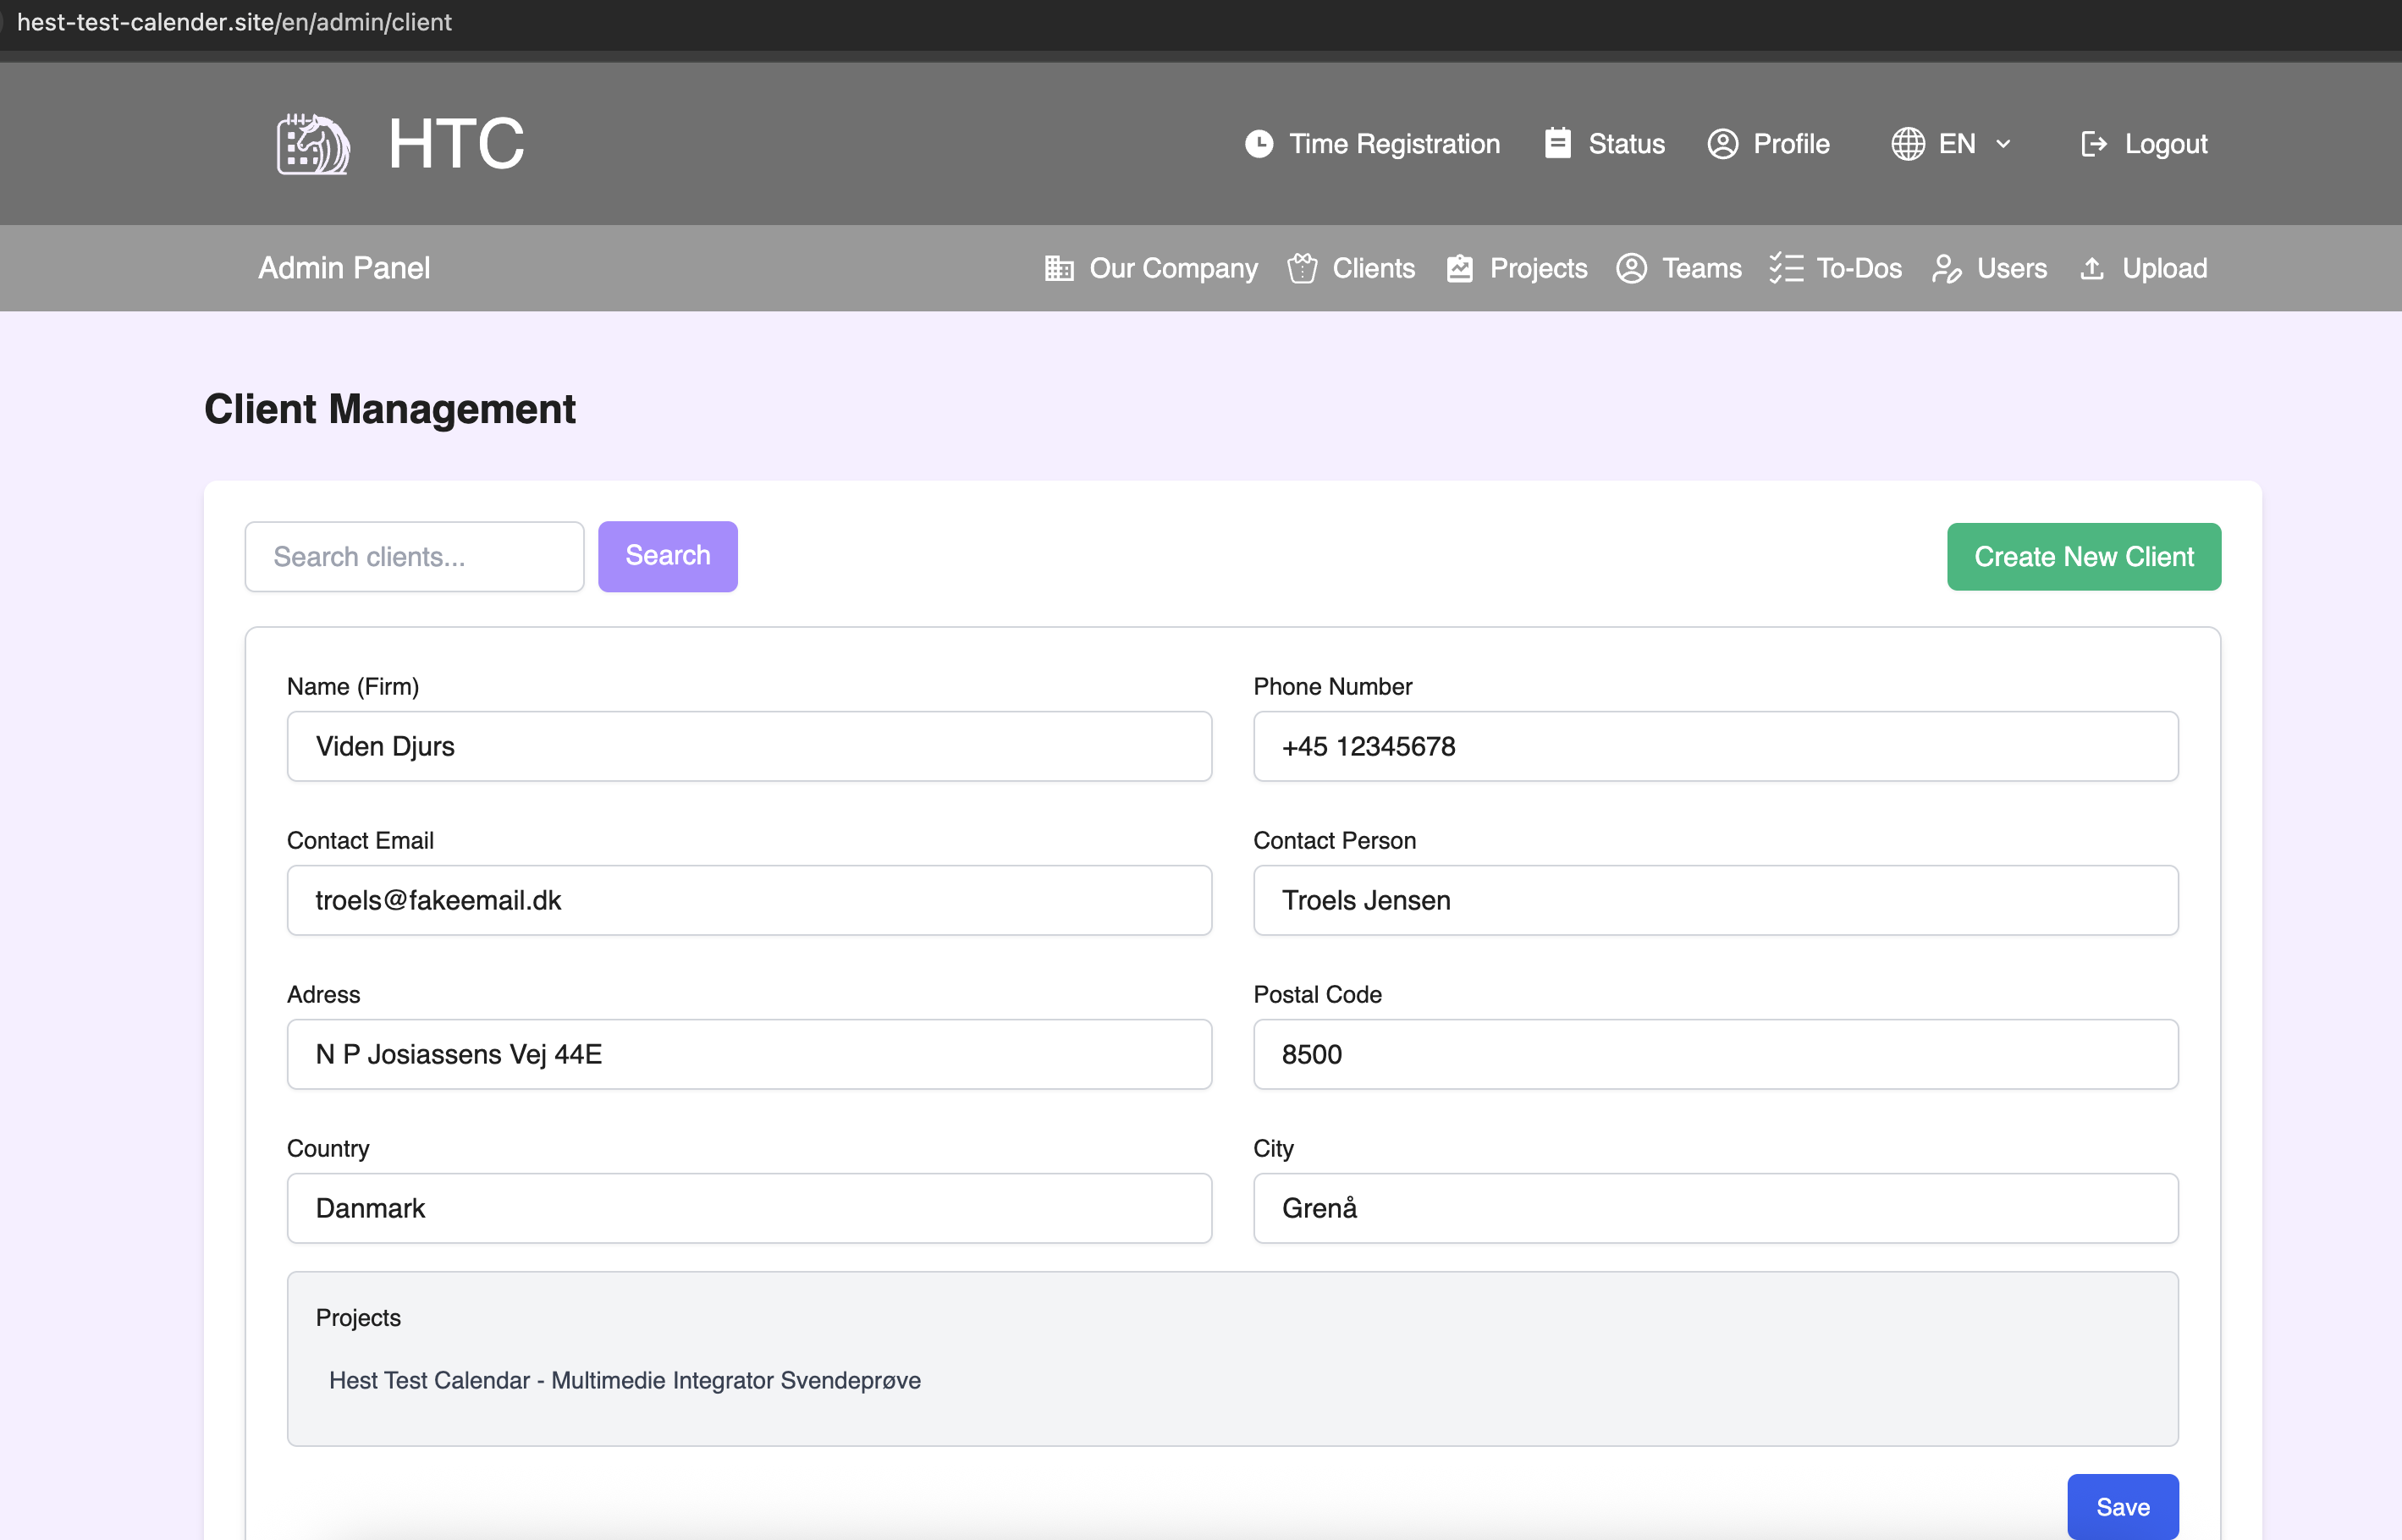 hest-test-calender.site/en/admin/client
HTC
Time Registration Status Profile EN Logout
Admin Panel
Our Company Clients Projects Teams To-Dos Users Upload
Client Management
Search clients... Search Create New Client
Name (Firm) Phone Number
Viden Djurs +45 12345678
Contact Email Contact Person
troels@fakeemail.dk Troels Jensen
Adress Postal Code
N P Josiassens Vej 44E 8500
Country City
Danmark Grenå
Projects
Hest Test Calendar - Multimedie Integrator Svendeprøve
Save